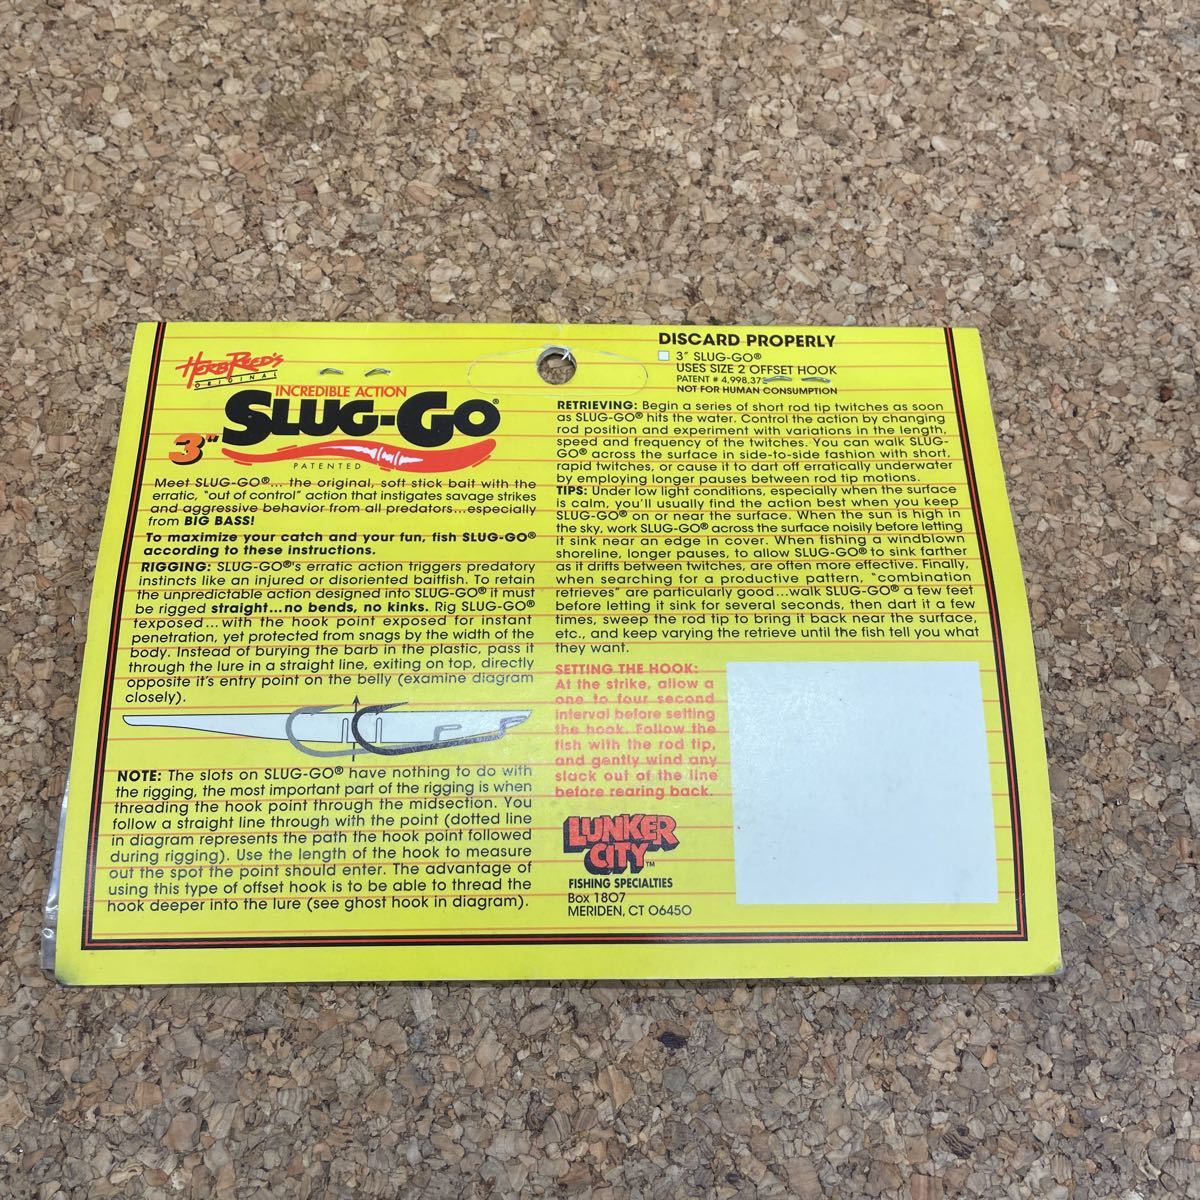 HERB REED'S
ORIGINAL
INCREDIBLE ACTION
SLUG-GO®
3"
PATENTED
Meet SLUG-GO®... the original, soft stick bait with the
erratic, "out of control" action that instigates savage strikes
and aggressive behavior from all predators...especially
from BIG BASS!
To maximize your catch and your fun, fish SLUG-GO®
according to these instructions.
RIGGING: SLUG-GO®'s erratic action triggers predatory
instincts like an injured or disoriented baitfish. To retain
the unpredictable action designed into SLUG-GO® it must
be rigged straight...no bends, no kinks. Rig SLUG-GO®
texposed...with the hook point exposed for instant
penetration, yet protected from snags by the width of the
body. Instead of burying the barb in the plastic, pass it
through the lure in a straight line, exiting on top, directly
opposite it's entry point on the belly (examine diagram
closely).
NOTE: The slots on SLUG-GO® have nothing to do with
the rigging, the most important part of the rigging is when
threading the hook point through the midsection. You
follow a straight line through with the point (dotted line
in diagram represents the path the hook point followed
during rigging). Use the length of the hook to measure
out the spot the point should enter. The advantage of
using this type of offset hook is to be able to thread the
hook deeper into the lure (see ghost hook in diagram).
DISCARD PROPERLY
3" SLUG-GO®
USES SIZE 2 OFFSET HOOK
PATENT # 4,998,37
NOT FOR HUMAN CONSUMPTION
RETRIEVING: Begin a series of short rod tip twitches as soon
as SLUG-GO® hits the water. Control the action by changing
rod position and experiment with variations in the length,
speed and frequency of the twitches. You can walk SLUG-
GO® across the surface in side-to-side fashion with short,
rapid twitches, or cause it to dart off erratically underwater
by employing longer pauses between rod tip motions.
TIPS: Under low light conditions, especially when the surface
is calm, you'll usually find the action best when you keep
SLUG-GO® on or near the surface. When the sun is high in
the sky, work SLUG-GO® across the surface noisily before letting
it sink near an edge in cover. When fishing a windblown
shoreline, longer pauses, to allow SLUG-GO® to sink farther
as it drifts between twitches, are often more effective. Finally,
when searching for a productive pattern, "combination
retrieves" are particularly good...walk SLUG-GO® a few feet
before letting it sink for several seconds, then dart it a few
times, sweep the rod tip to bring it back near the surface,
etc., and keep varying the retrieve until the fish tell you what
they want.
SETTING THE HOOK:
At the strike, allow a
one to four second
interval before setting
the hook. Follow the
fish with the rod tip,
and gently wind any
slack out of the line
before rearing back.
LUNKER
CITY™
FISHING SPECIALTIES
Box 1807
MERIDEN, CT 06450